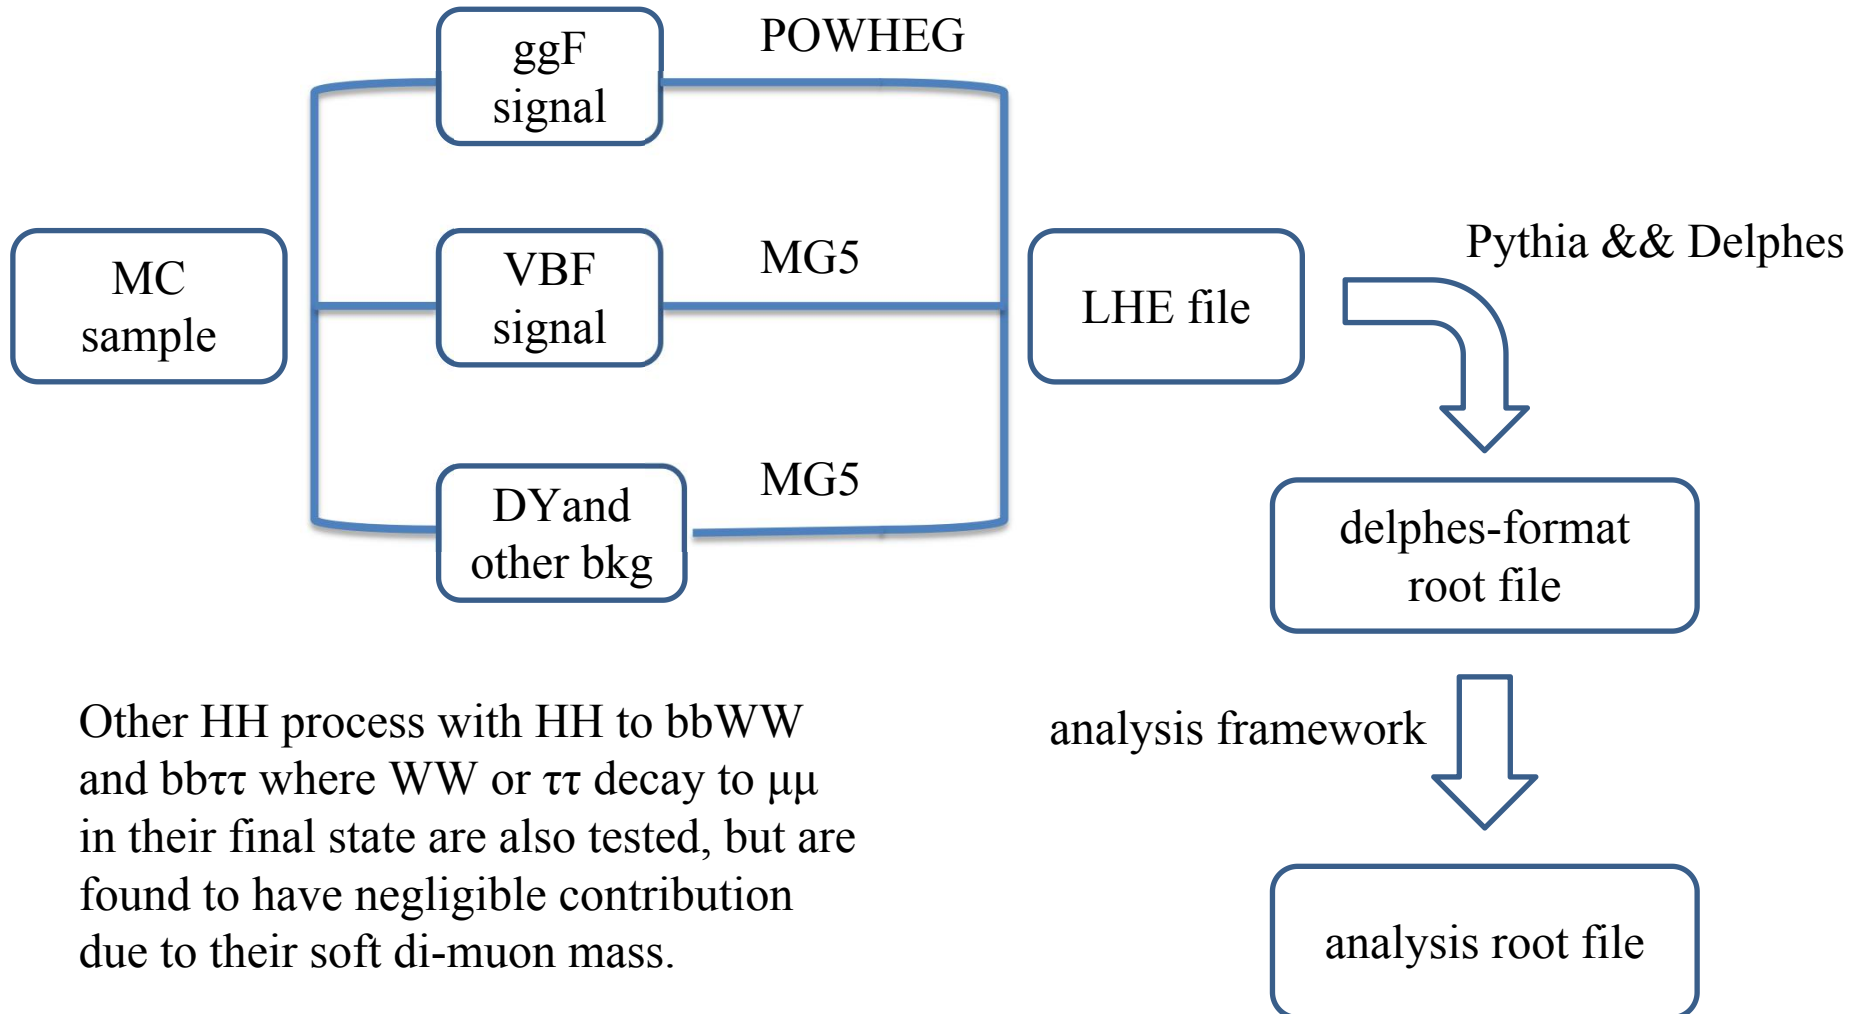 POWHEG
ggF
signal
MC
sample
VBF
signal
MG5
LHE file
Pythia && Delphes
DYand
other bkg
MG5
delphes-format
root file
analysis framework
analysis root file
Other HH process with HH to bbWW
and bbττ where WW or ττ decay to μμ
in their final state are also tested, but are
found to have negligible contribution
due to their soft di-muon mass.